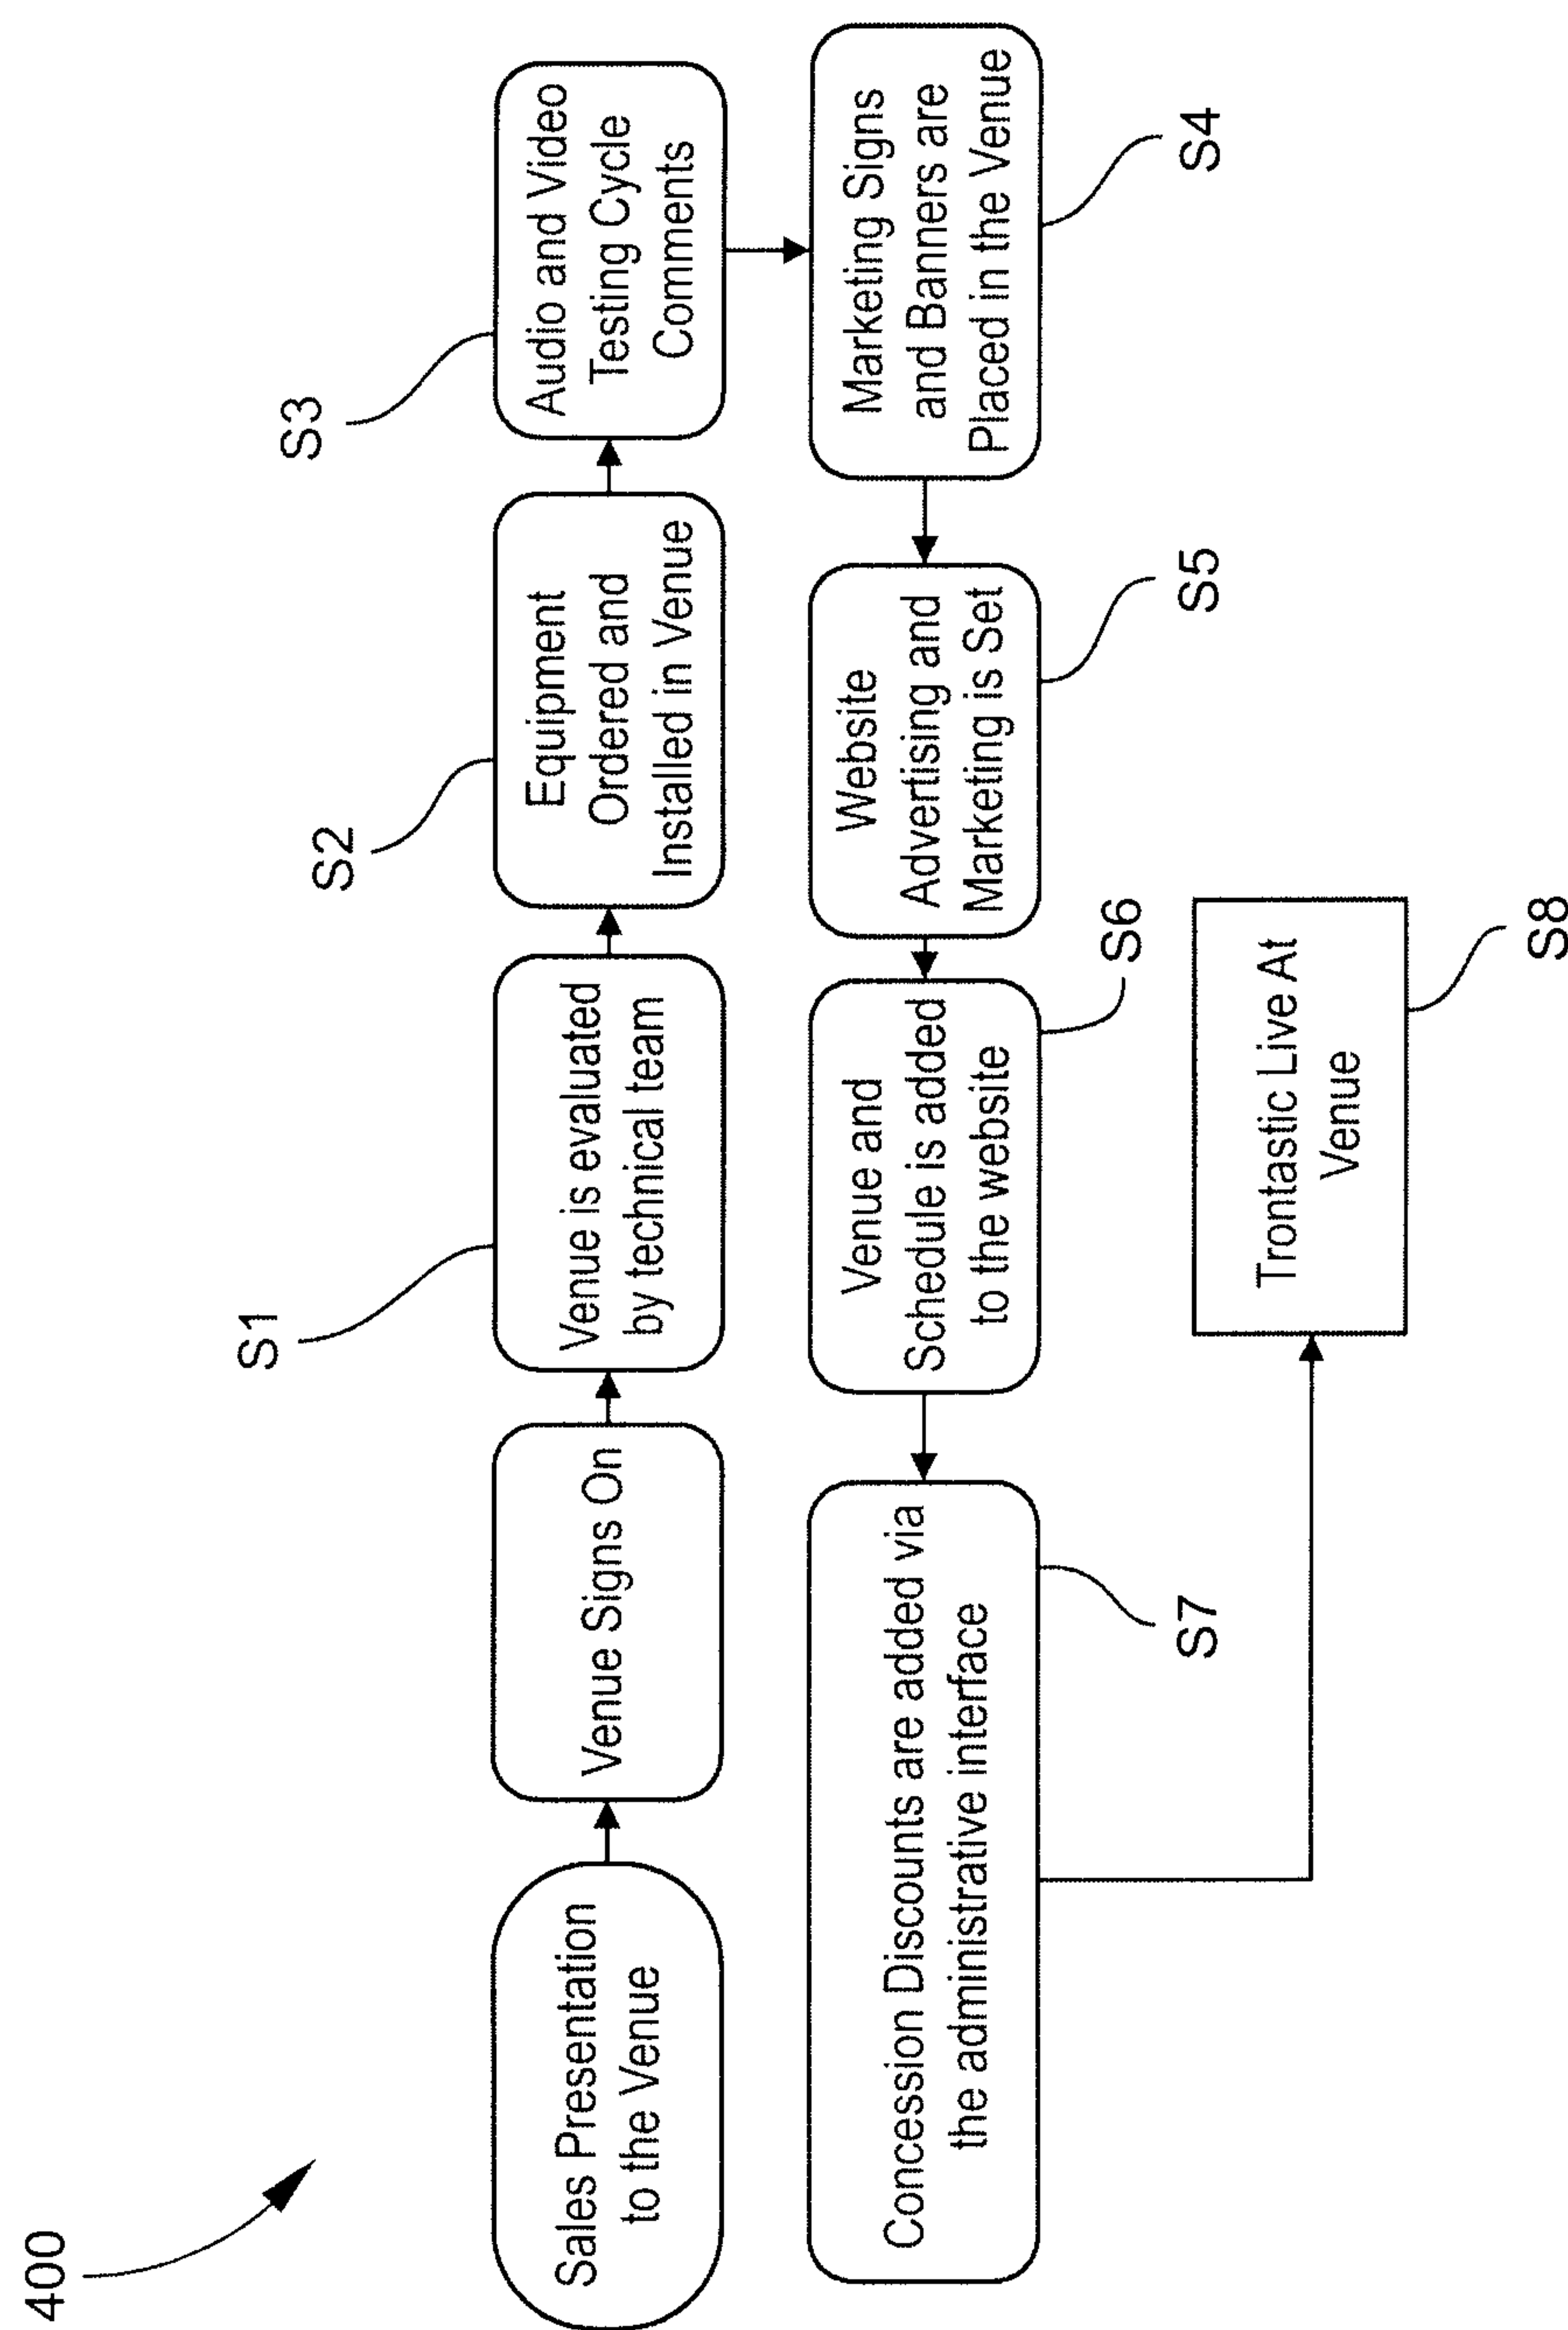 400
Sales Presentation
to the Venue
Venue Signs On
S1
Venue is evaluated
by technical team
S2
Equipment
Ordered and
Installed in Venue
S3
Audio and Video
Testing Cycle
Comments
Marketing Signs
and Banners are
Placed in the Venue
S4
Website
Advertising and
Marketing is Set
S5
Venue and
Schedule is added
to the website
S6
Concession Discounts are added via
the administrative interface
S7
Trontastic Live At
Venue
S8